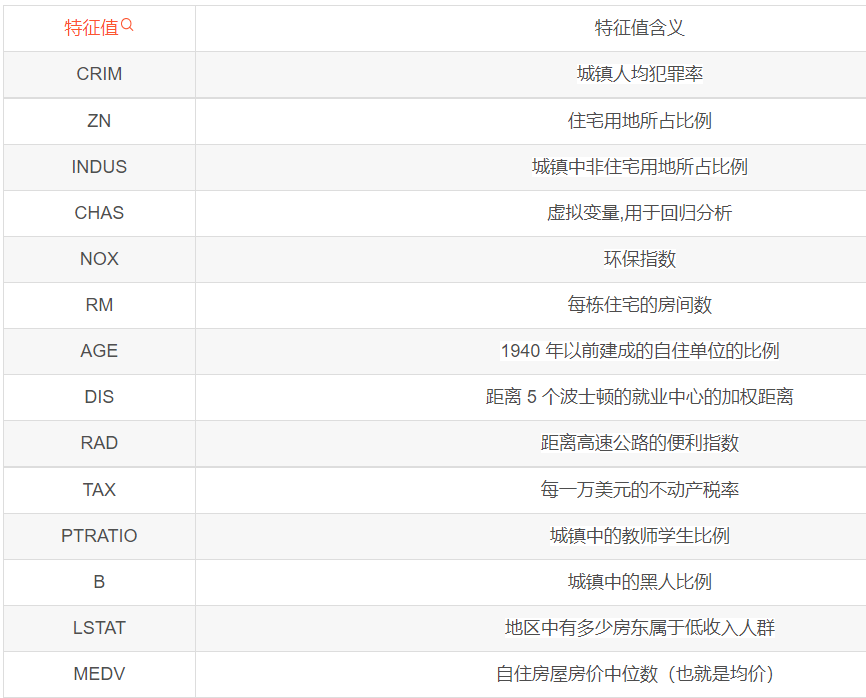 特征值 特征值含义
CRIM 城镇人均犯罪率
ZN 住宅用地所占比例
INDUS 城镇中非住宅用地所占比例
CHAS 虚拟变量,用于回归分析
NOX 环保指数
RM 每栋住宅的房间数
AGE 1940 年以前建成的自住单位的比例
DIS 距离 5 个波士顿的就业中心的加权距离
RAD 距离高速公路的便利指数
TAX 每一万美元的不动产税率
PTRATIO 城镇中的教师学生比例
B 城镇中的黑人比例
LSTAT 地区中有多少房东属于低收入人群
MEDV 自住房屋房价中位数（也就是均价）